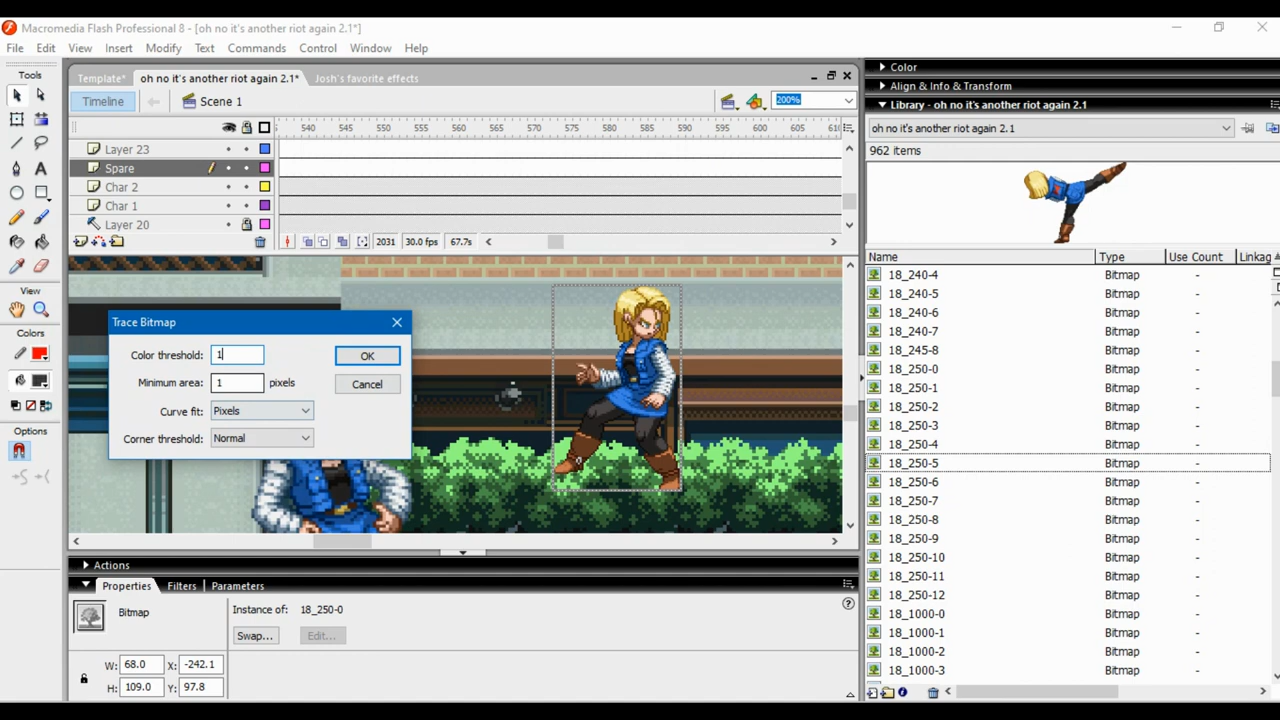 Macromedia Flash Professional 8 - [oh no it's another riot again 2.1*]
File Edit View Insert Modify Text Commands Control Window Help
Tools
Template* oh no it's another riot again 2.1* Josh's favorite effects
Timeline Scene 1 200%
540 545 550 555 560 565 570 575 580 585 590 595 600 605 610
Layer 23
Spare
Char 2
Char 1
Layer 20
2031 30.0 fps 67.7s
View
Colors
Options
Trace Bitmap
Color threshold: 1 OK
Minimum area: 1 pixels Cancel
Curve fit: Pixels
Corner threshold: Normal
Actions
Properties Filters Parameters
Bitmap Instance of: 18_250-0
Swap... Edit...
W: 68.0 X: -242.1
H: 109.0 Y: 97.8
Color
Align & Info & Transform
Library - oh no it's another riot again 2.1
oh no it's another riot again 2.1
962 items
Name Type Use Count Linkag
18_240-4 Bitmap -
18_240-5 Bitmap -
18_240-6 Bitmap -
18_240-7 Bitmap -
18_245-8 Bitmap -
18_250-0 Bitmap -
18_250-1 Bitmap -
18_250-2 Bitmap -
18_250-3 Bitmap -
18_250-4 Bitmap -
18_250-5 Bitmap -
18_250-6 Bitmap -
18_250-7 Bitmap -
18_250-8 Bitmap -
18_250-9 Bitmap -
18_250-10 Bitmap -
18_250-11 Bitmap -
18_250-12 Bitmap -
18_1000-0 Bitmap -
18_1000-1 Bitmap -
18_1000-2 Bitmap -
18_1000-3 Bitmap -